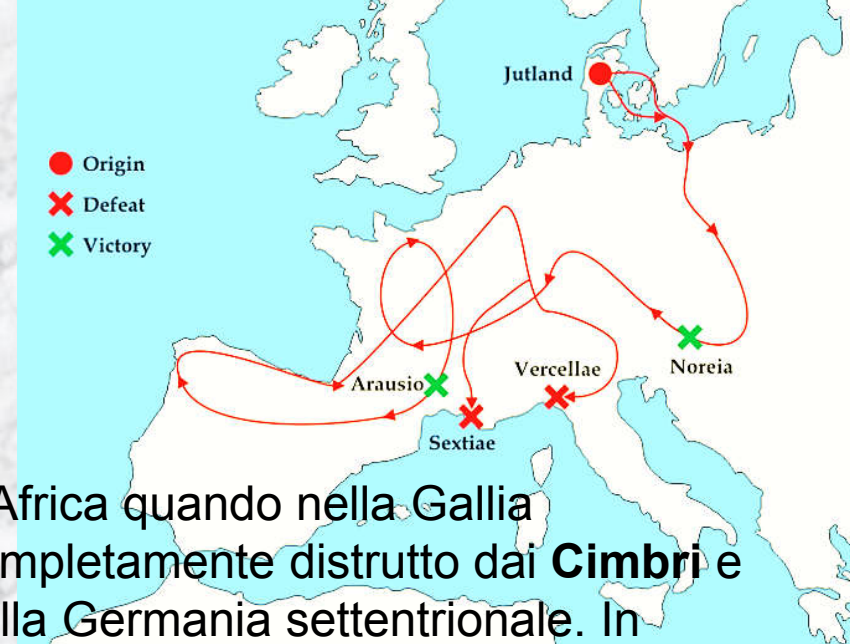 Jutland
Origin
Defeat
Victory
Noreia
Vercellae
Arausio
Sextiae
Africa quando nella Gallia
mpletamente distrutto dai Cimbri e
lla Germania settentrionale. In